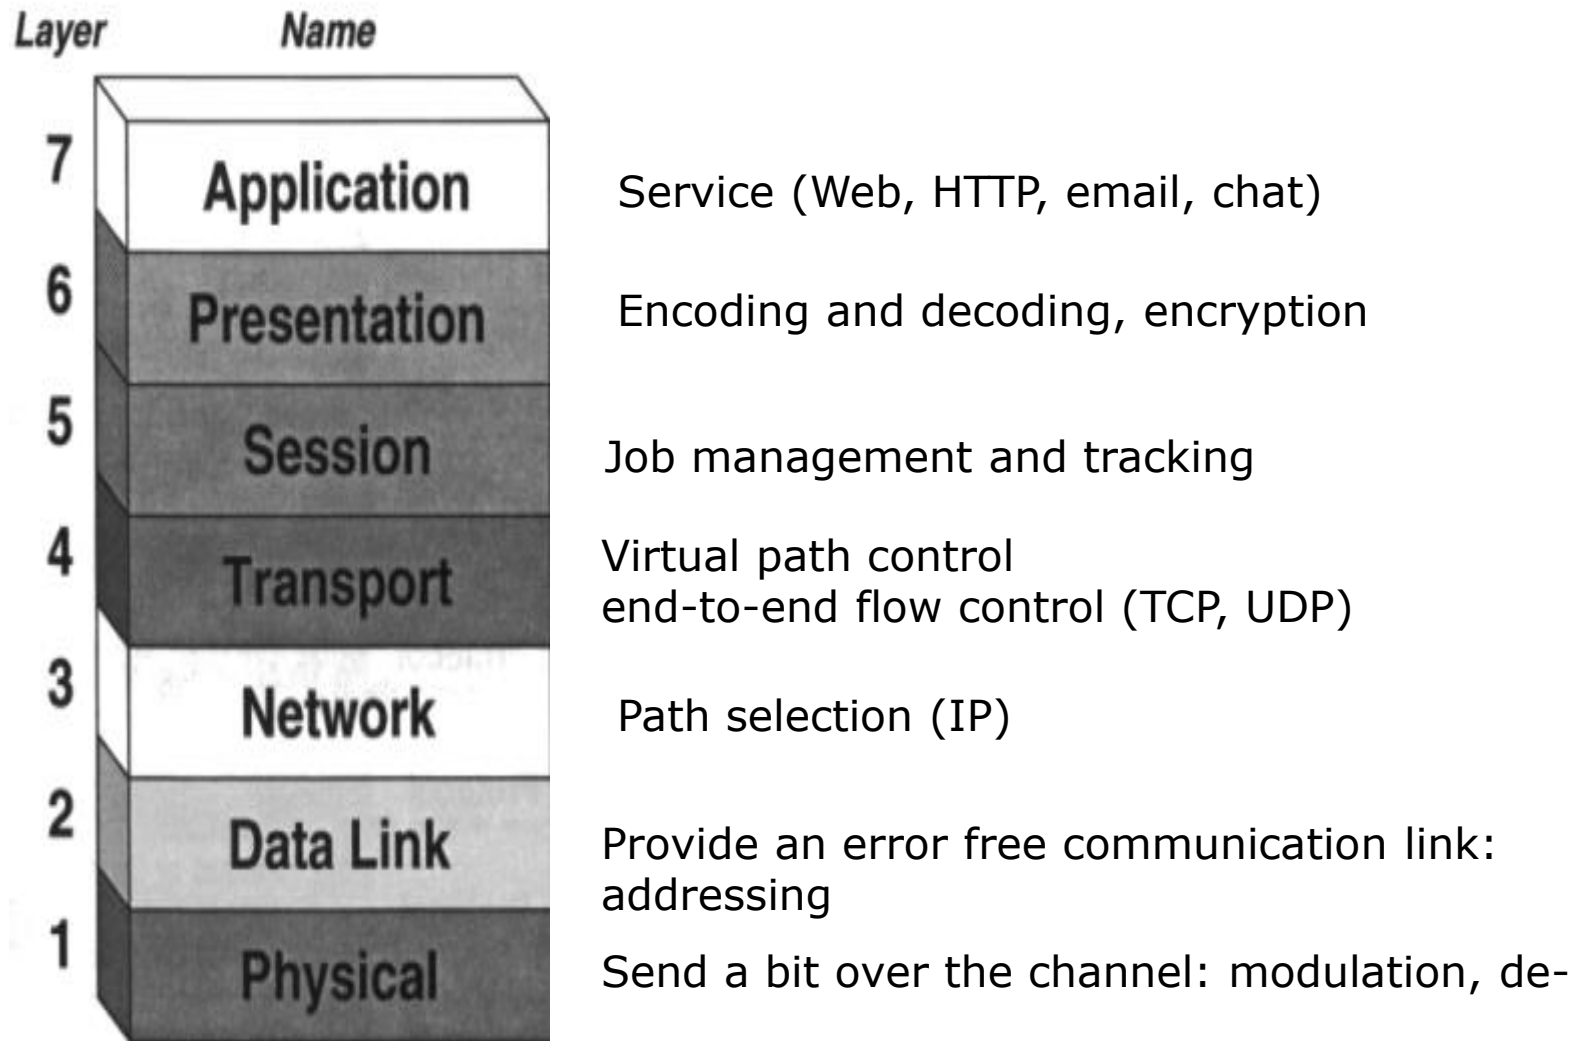 Layer Name
7 Application Service (Web, HTTP, email, chat)
6 Presentation Encoding and decoding, encryption
5 Session Job management and tracking
4 Transport Virtual path control
end-to-end flow control (TCP, UDP)
3 Network Path selection (IP)
2 Data Link Provide an error free communication link:
addressing
1 Physical Send a bit over the channel: modulation, de-